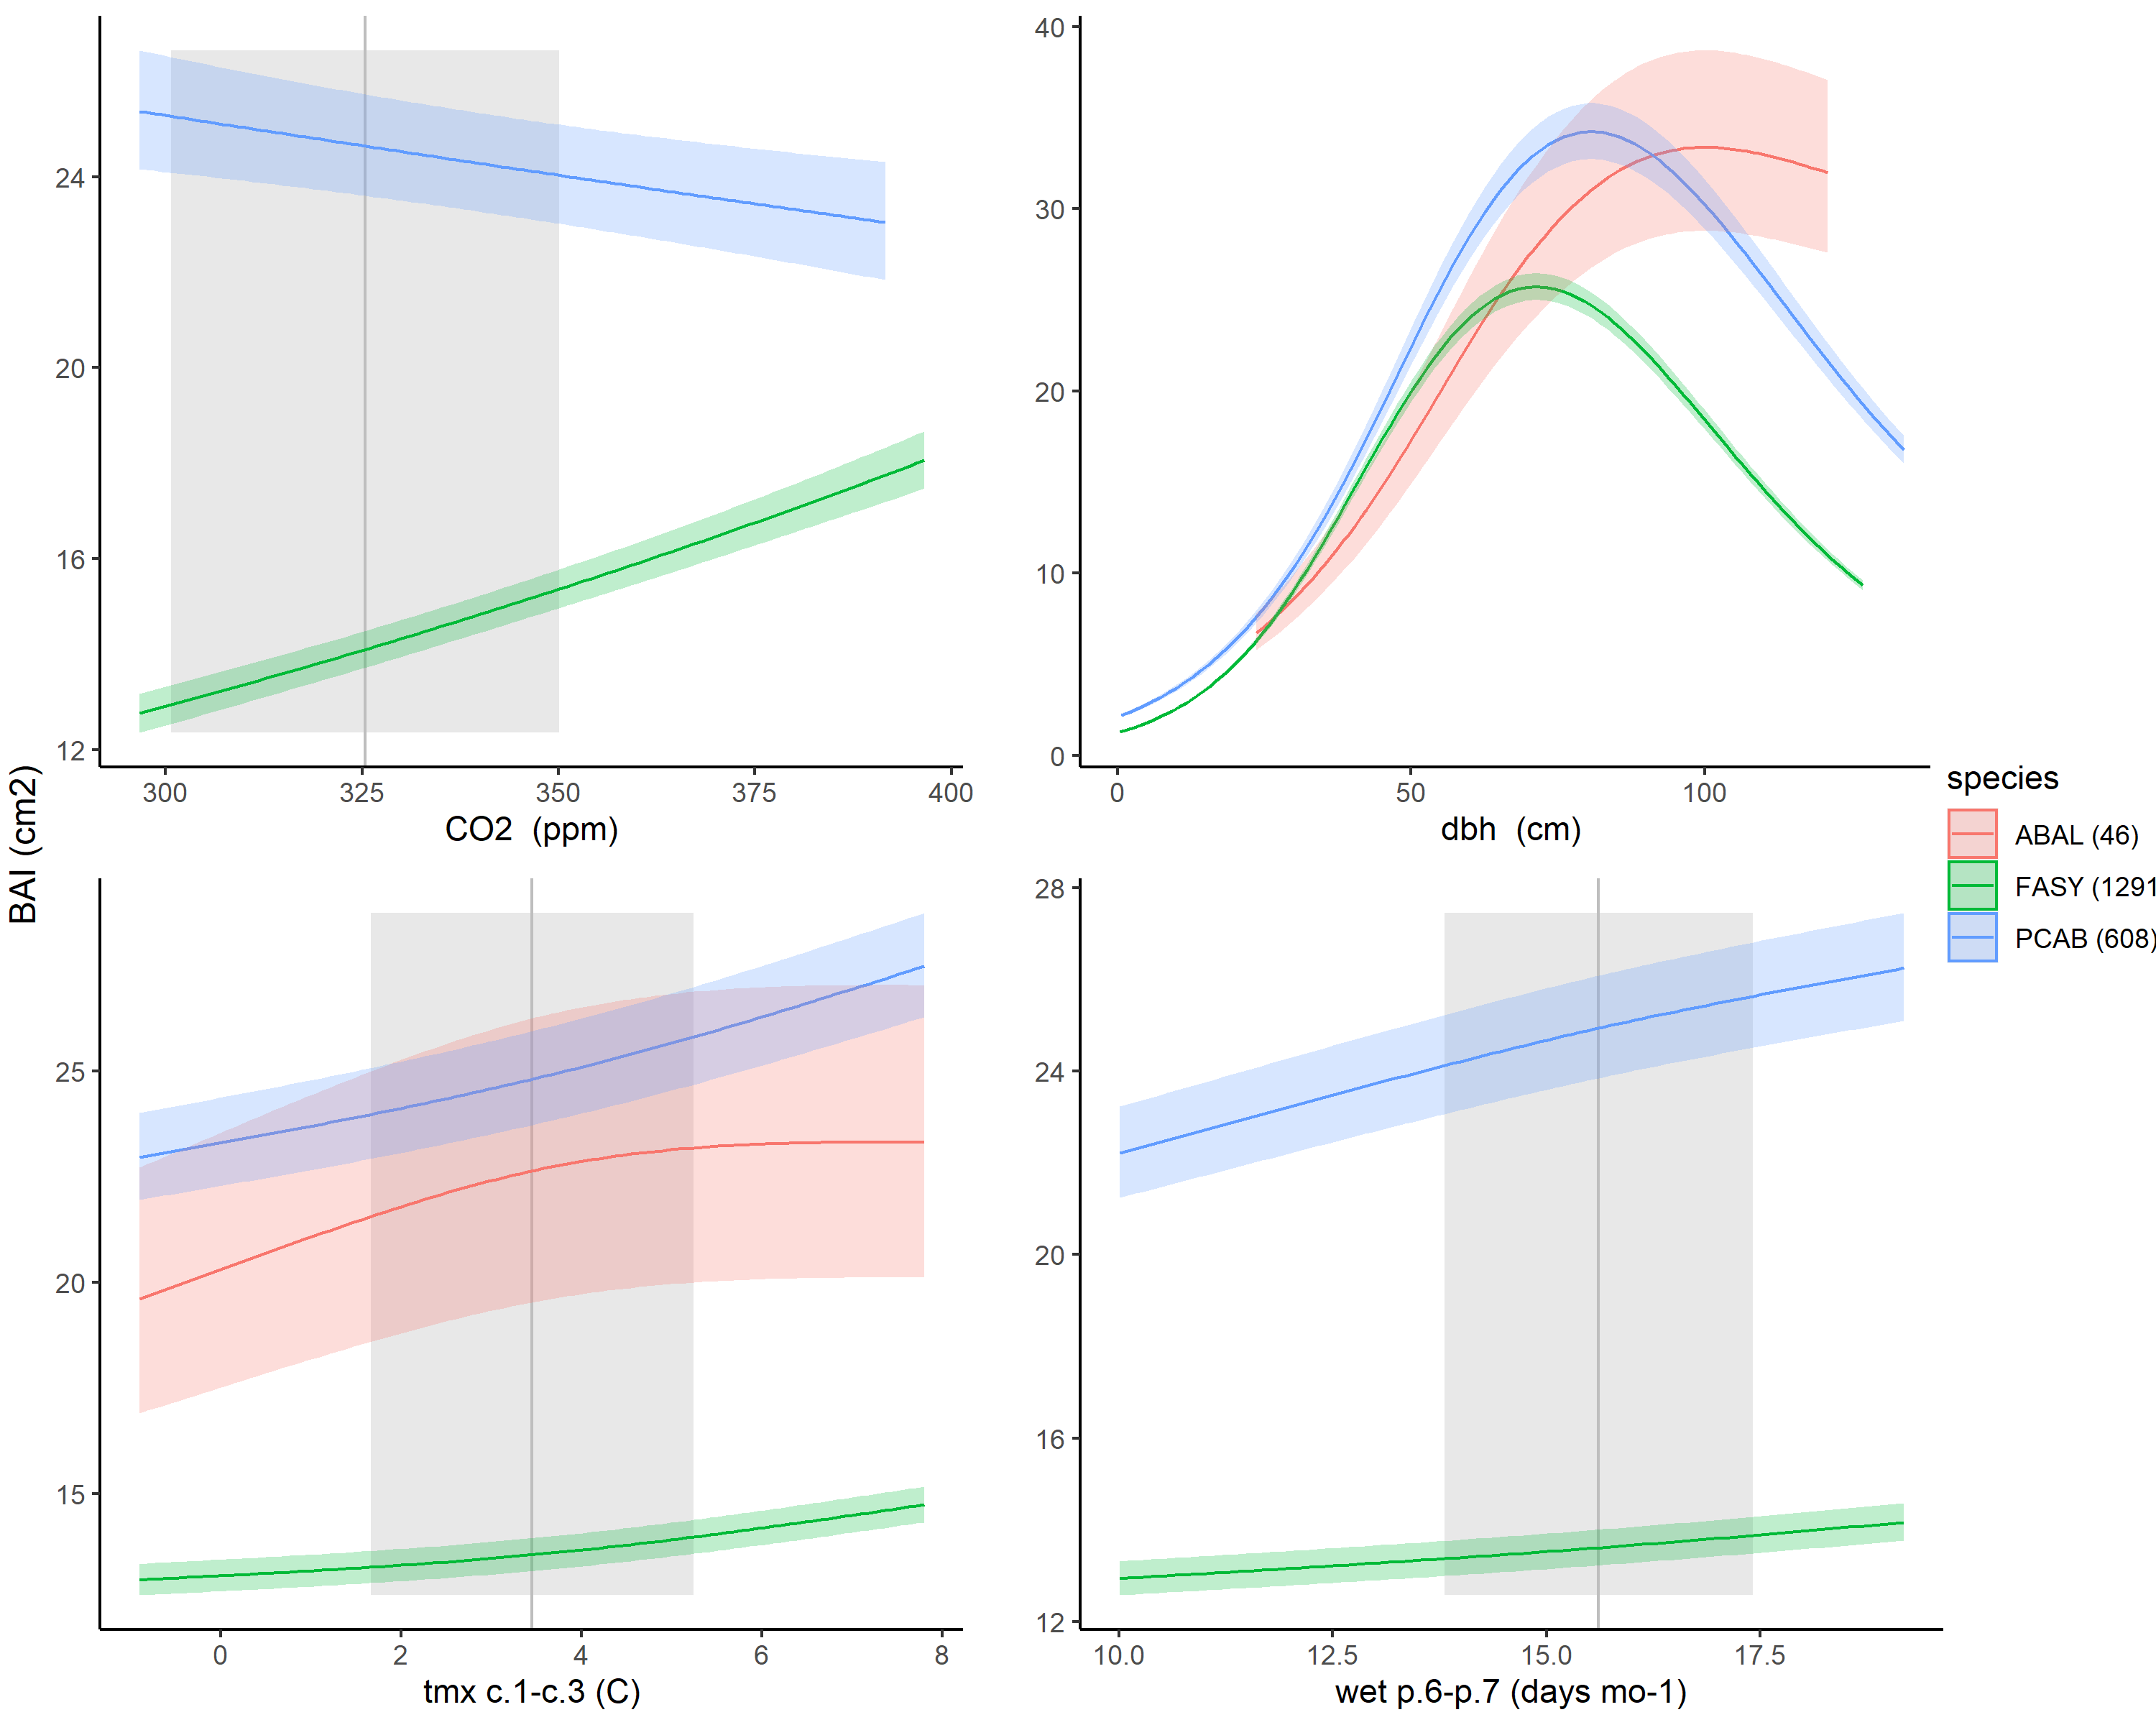 BAI (cm2)
24
20
16
12
300 325 350 375 400
CO2 (ppm)
40
30
20
10
0
0 50 100
dbh (cm)
25
20
15
0 2 4 6 8
tmx c.1-c.3 (C)
28
24
20
16
12
10.0 12.5 15.0 17.5
wet p.6-p.7 (days mo-1)
species
ABAL (46)
FASY (1291
PCAB (608)